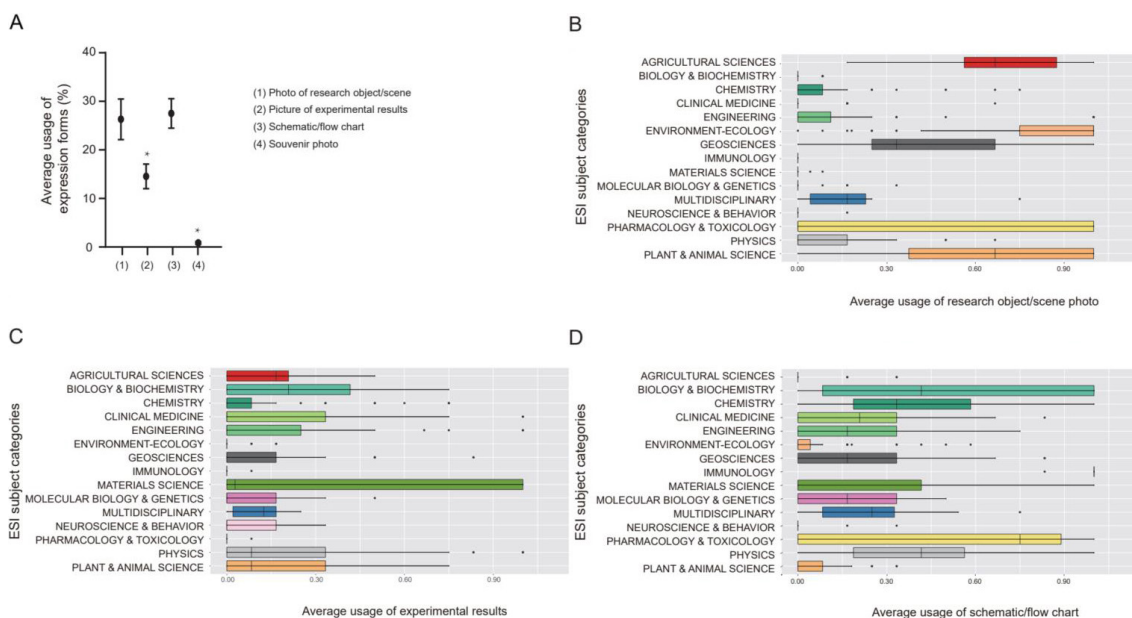 A
Average usage of
expression forms (%)
40
30
20
10
0
*
*
(1)
(2)
(3)
(4)
(1) Photo of research object/scene
(2) Picture of experimental results
(3) Schematic/flow chart
(4) Souvenir photo
B
ESI subject categories
AGRICULTURAL SCIENCES
BIOLOGY & BIOCHEMISTRY
CHEMISTRY
CLINICAL MEDICINE
ENGINEERING
ENVIRONMENT-ECOLOGY
GEOSCIENCES
IMMUNOLOGY
MATERIALS SCIENCE
MOLECULAR BIOLOGY & GENETICS
MULTIDISCIPLINARY
NEUROSCIENCE & BEHAVIOR
PHARMACOLOGY & TOXICOLOGY
PHYSICS
PLANT & ANIMAL SCIENCE
0.00
0.30
0.60
0.90
Average usage of research object/scene photo
C
ESI subject categories
AGRICULTURAL SCIENCES
BIOLOGY & BIOCHEMISTRY
CHEMISTRY
CLINICAL MEDICINE
ENGINEERING
ENVIRONMENT-ECOLOGY
GEOSCIENCES
IMMUNOLOGY
MATERIALS SCIENCE
MOLECULAR BIOLOGY & GENETICS
MULTIDISCIPLINARY
NEUROSCIENCE & BEHAVIOR
PHARMACOLOGY & TOXICOLOGY
PHYSICS
PLANT & ANIMAL SCIENCE
0.00
0.30
0.60
0.90
Average usage of experimental results
D
ESI subject categories
AGRICULTURAL SCIENCES
BIOLOGY & BIOCHEMISTRY
CHEMISTRY
CLINICAL MEDICINE
ENGINEERING
ENVIRONMENT-ECOLOGY
GEOSCIENCES
IMMUNOLOGY
MATERIALS SCIENCE
MOLECULAR BIOLOGY & GENETICS
MULTIDISCIPLINARY
NEUROSCIENCE & BEHAVIOR
PHARMACOLOGY & TOXICOLOGY
PHYSICS
PLANT & ANIMAL SCIENCE
0.00
0.30
0.60
0.90
Average usage of schematic/flow chart